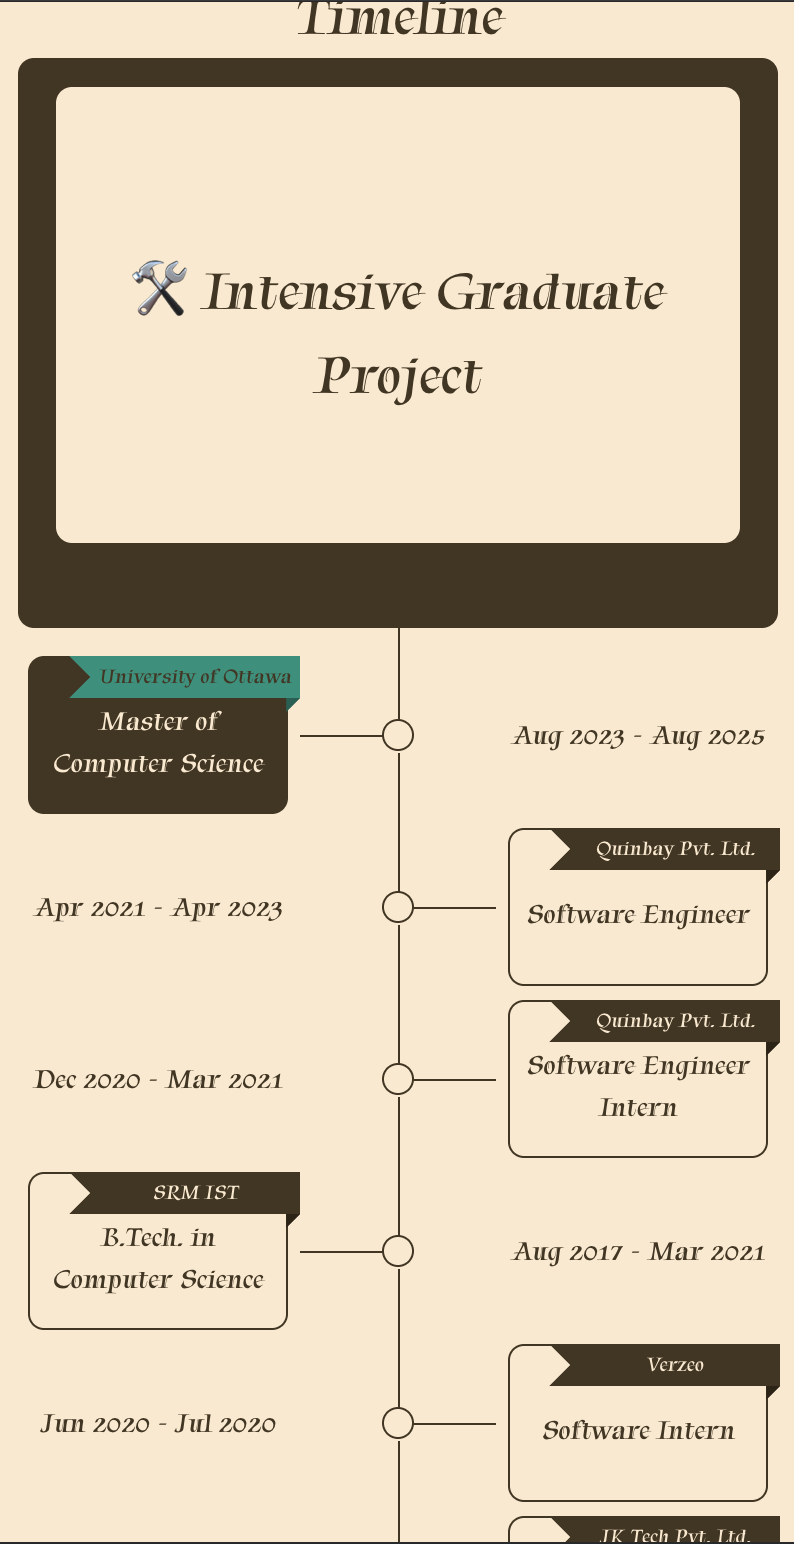 Timeline
Intensive Graduate
Project
University of Ottawa
Master of
Computer Science
Aug 2023 - Aug 2025
Quinbay Pvt. Ltd.
Apr 2021 - Apr 2023
Software Engineer
Quinbay Pvt. Ltd.
Software Engineer
Intern
Dec 2020 - Mar 2021
SRM IST
B.Tech. in
Computer Science
Aug 2017 - Mar 2021
Verzeo
Jun 2020 - Jul 2020
Software Intern
JK Tech Pvt. Ltd.